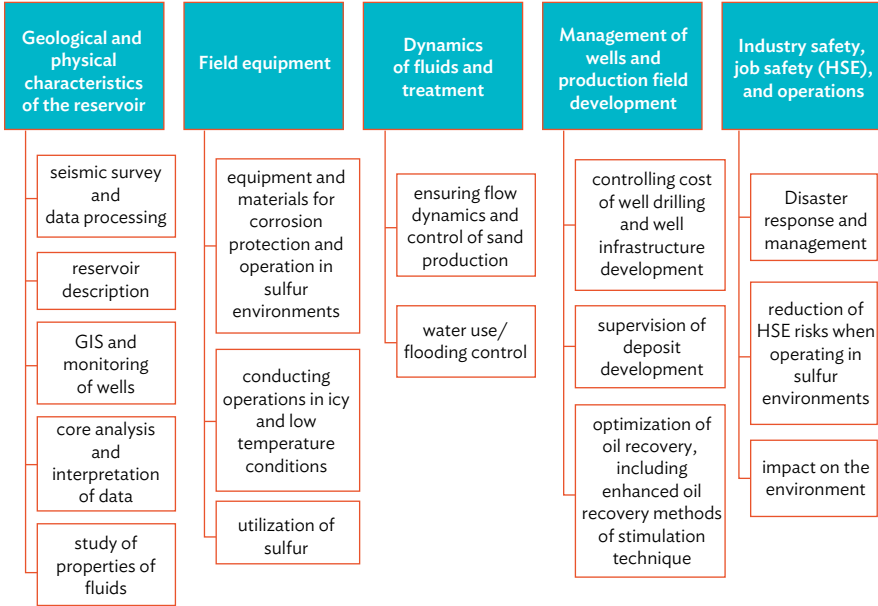 Geological and
physical
characteristics
of the reservoir
seismic survey
and
data processing
reservoir
description
GIS and
monitoring
of wells
core analysis
and
interpretation
of data
study of
properties of
fluids
Field equipment
equipment and
materials for
corrosion
protection and
operation in
sulfur
environments
conducting
operations in icy
and low
temperature
conditions
utilization of
sulfur
Dynamics
of fluids and
treatment
ensuring flow
dynamics and
control of sand
production
water use/
flooding control
Management of
wells and
production field
development
controlling cost
of well drilling
and well
infrastructure
development
supervision of
deposit
development
optimization of
oil recovery,
including
enhanced oil
recovery methods
of stimulation
technique
Industry safety,
job safety (HSE),
and operations
Disaster
response and
management
reduction of
HSE risks when
operating in
sulfur
environments
impact on the
environment